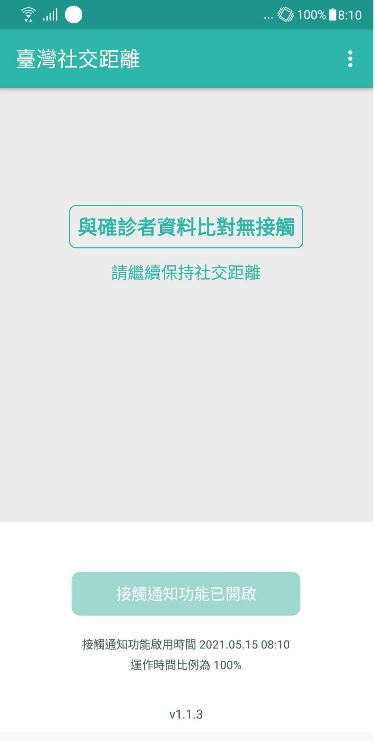 ... 100% 8:10
臺灣社交距離
與確診者資料比對無接觸
請繼續保持社交距離
接觸通知功能已開啟
接觸通知功能啟用時間 2021.05.15 08:10
運作時間比例為 100%
v1.1.3